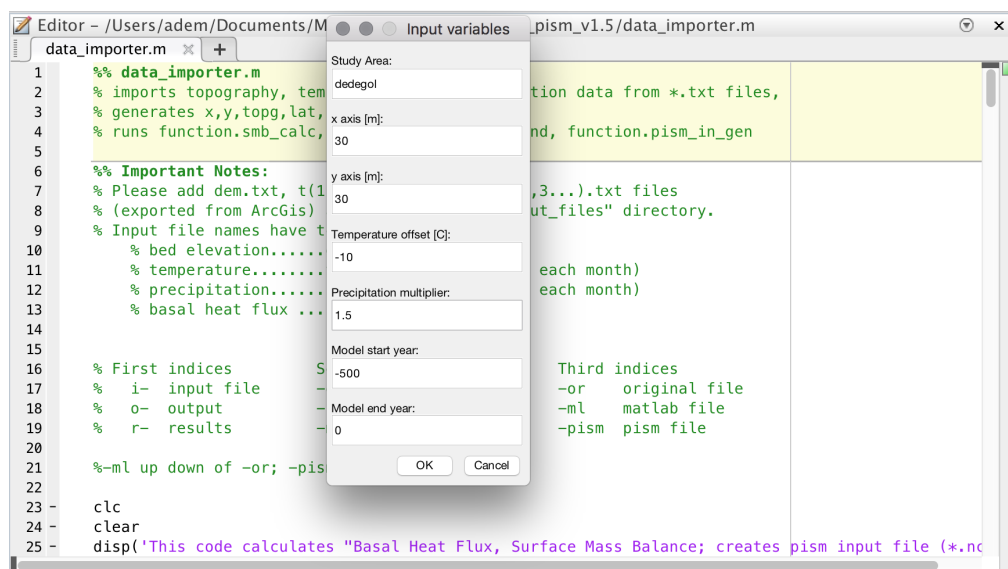 Editor – /Users/adem/Documents/M
_pism_v1.5/data_importer.m
data_importer.m × +
1 %% data_importer.m
2 % imports topography, tem tion data from *.txt files,
3 % generates x,y,topg,lat,
4 % runs function.smb_calc, nd, function.pism_in_gen
5
6 %% Important Notes:
7 % Please add dem.txt, t(1 ,3...).txt files
8 % (exported from ArcGis) ut_files" directory.
9 % Input file names have t
10 % bed elevation......
11 % temperature........ each month)
12 % precipitation...... each month)
13 % basal heat flux ...
14
15
16 % First indices S Third indices
17 % i– input file – –or original file
18 % o– output – –ml matlab file
19 % r– results – –pism pism file
20
21 %–ml up down of –or; –pis
22
23 – clc
24 – clear
25 – disp('This code calculates "Basal Heat Flux, Surface Mass Balance; creates pism input file (*.nc
Input variables
Study Area:
dedegol
x axis [m]:
30
y axis [m]:
30
Temperature offset [C]:
-10
Precipitation multiplier:
1.5
Model start year:
-500
Model end year:
0
OK Cancel